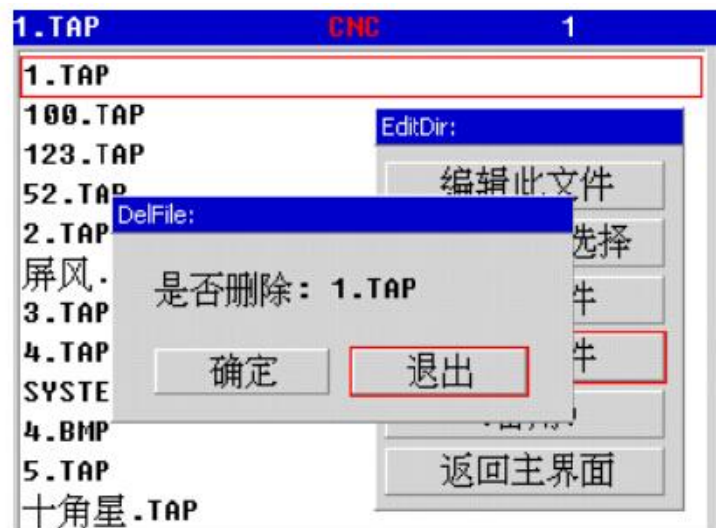 1.TAP CNC 1
1.TAP
100.TAP
123.TAP
52.TAP
2.TAP
屏风.
3.TAP
4.TAP
SYSTE
4.BMP
5.TAP
十角星.TAP
EditDir:
编辑此文件
选择
件
件
返回主界面
DelFile:
是否删除: 1.TAP
确定 退出